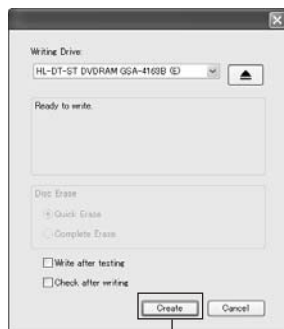 Writing Drive:
HL-DT-ST DVDRAM GSA-4163B (E)
Ready to write.
Disc Erase
Quick Erase
Complete Erase
Write after testing
Check after writing
Create Cancel